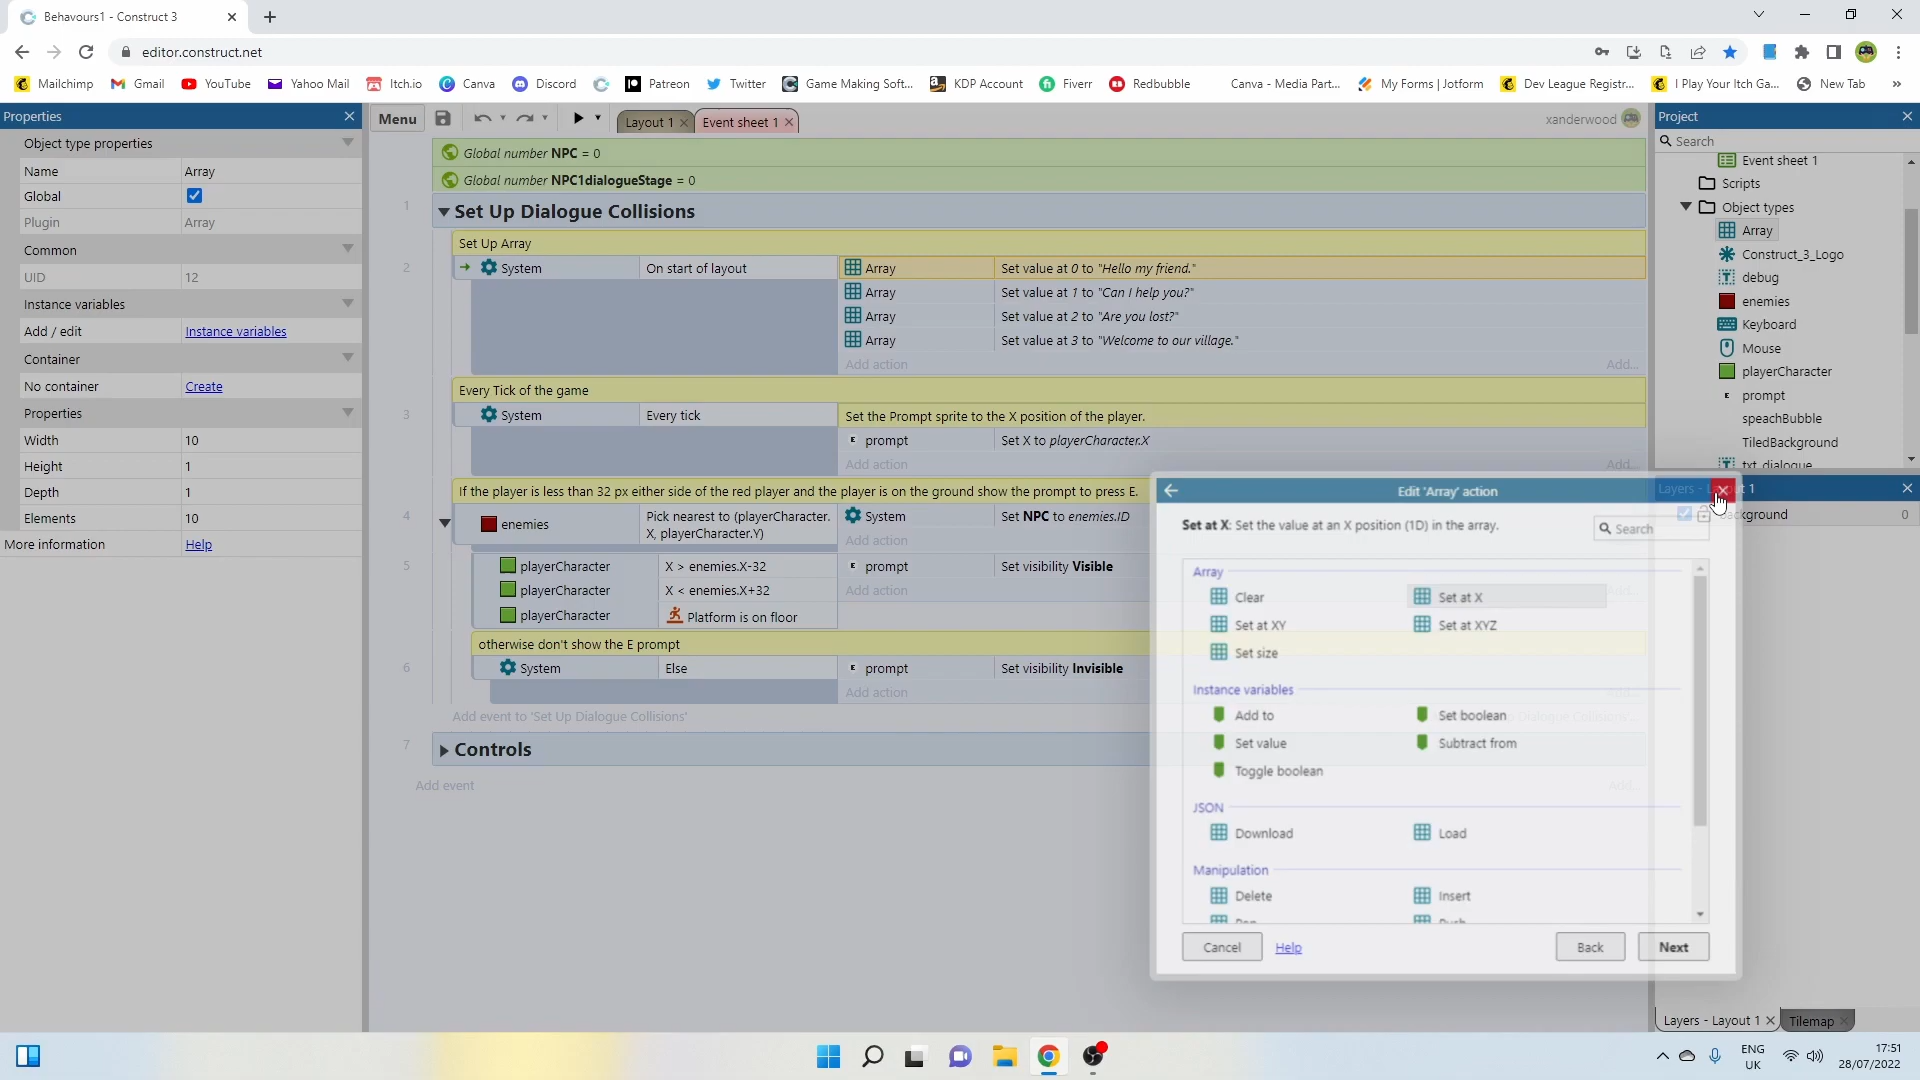 Behavours1 - Construct 3
editor.construct.net
Mailchimp Gmail YouTube Yahoo Mail Itch.io Canva Discord Patreon Twitter Game Making Soft... KDP Account Fiverr Redbubble Canva - Media Part... My Forms | Jotform Dev League Registr... I Play Your Itch Ga... New Tab »
Properties
Object type properties
Name Array
Global
Plugin Array
Common
UID 12
Instance variables
Add / edit Instance variables
Container
No container Create
Properties
Width 10
Height 1
Depth 1
Elements 10
More information Help
Menu
Layout 1
Event sheet 1
xanderwood
Global number NPC = 0
Global number NPC1dialogueStage = 0
1 Set Up Dialogue Collisions
Set Up Array
2 System On start of layout Array Set value at 0 to "Hello my friend."
Array Set value at 1 to "Can I help you?"
Array Set value at 2 to "Are you lost?"
Array Set value at 3 to "Welcome to our village."
Add action Add...
Every Tick of the game
3 System Every tick Set the Prompt sprite to the X position of the player.
E prompt Set X to playerCharacter.X
Add action Add...
If the player is less than 32 px either side of the red player and the player is on the ground show the prompt to press E.
4 enemies Pick nearest to (playerCharacter.
X, playerCharacter.Y) System Set NPC to enemies.ID
Add action
5 playerCharacter X > enemies.X-32 E prompt Set visibility Visible
playerCharacter X < enemies.X+32 Add action
playerCharacter Platform is on floor
otherwise don't show the E prompt
6 System Else E prompt Set visibility Invisible
Add action
Add event to 'Set Up Dialogue Collisions'
7 Controls
Add event
Edit 'Array' action
Set at X: Set the value at an X position (1D) in the array.
Search
Array
Clear Set at X
Set at XY Set at XYZ
Set size
Instance variables
Add to Set boolean
Set value Subtract from
Toggle boolean
JSON
Download Load
Manipulation
Delete Insert
Pop Push
Cancel Help Back Next
Project
Search
Event sheet 1
Scripts
Object types
Array
Construct_3_Logo
debug
enemies
Keyboard
Mouse
playerCharacter
E prompt
speachBubble
TiledBackground
txt_dialogue
Layers - Layout 1
Background 0
Layers - Layout 1 Tilemap
ENG
UK
17:51
28/07/2022